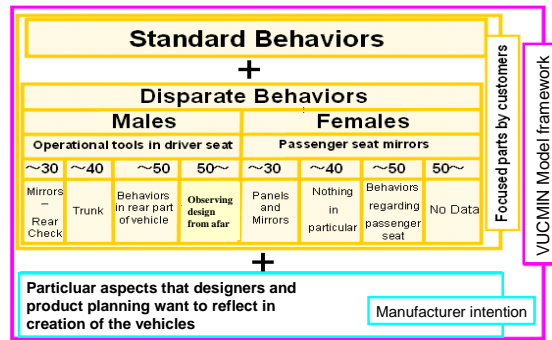 Standard Behaviors
+
Disparate Behaviors
Males Females
Operational tools in driver seat Passenger seat mirrors
～30 ～40 ～50 50～ ～30 ～40 ～50 50～
Mirrors
–
Rear
Check
Trunk
Behaviors
in rear part
of vehicle
Observing
design
from afar
Panels
and
Mirrors
Nothing
in
particular
Behaviors
regarding
passenger
seat
No Data
Focused parts by customers
VUCMIN Model framework
+
Particluar aspects that designers and
product planning want to reflect in
creation of the vehicles
Manufacturer intention